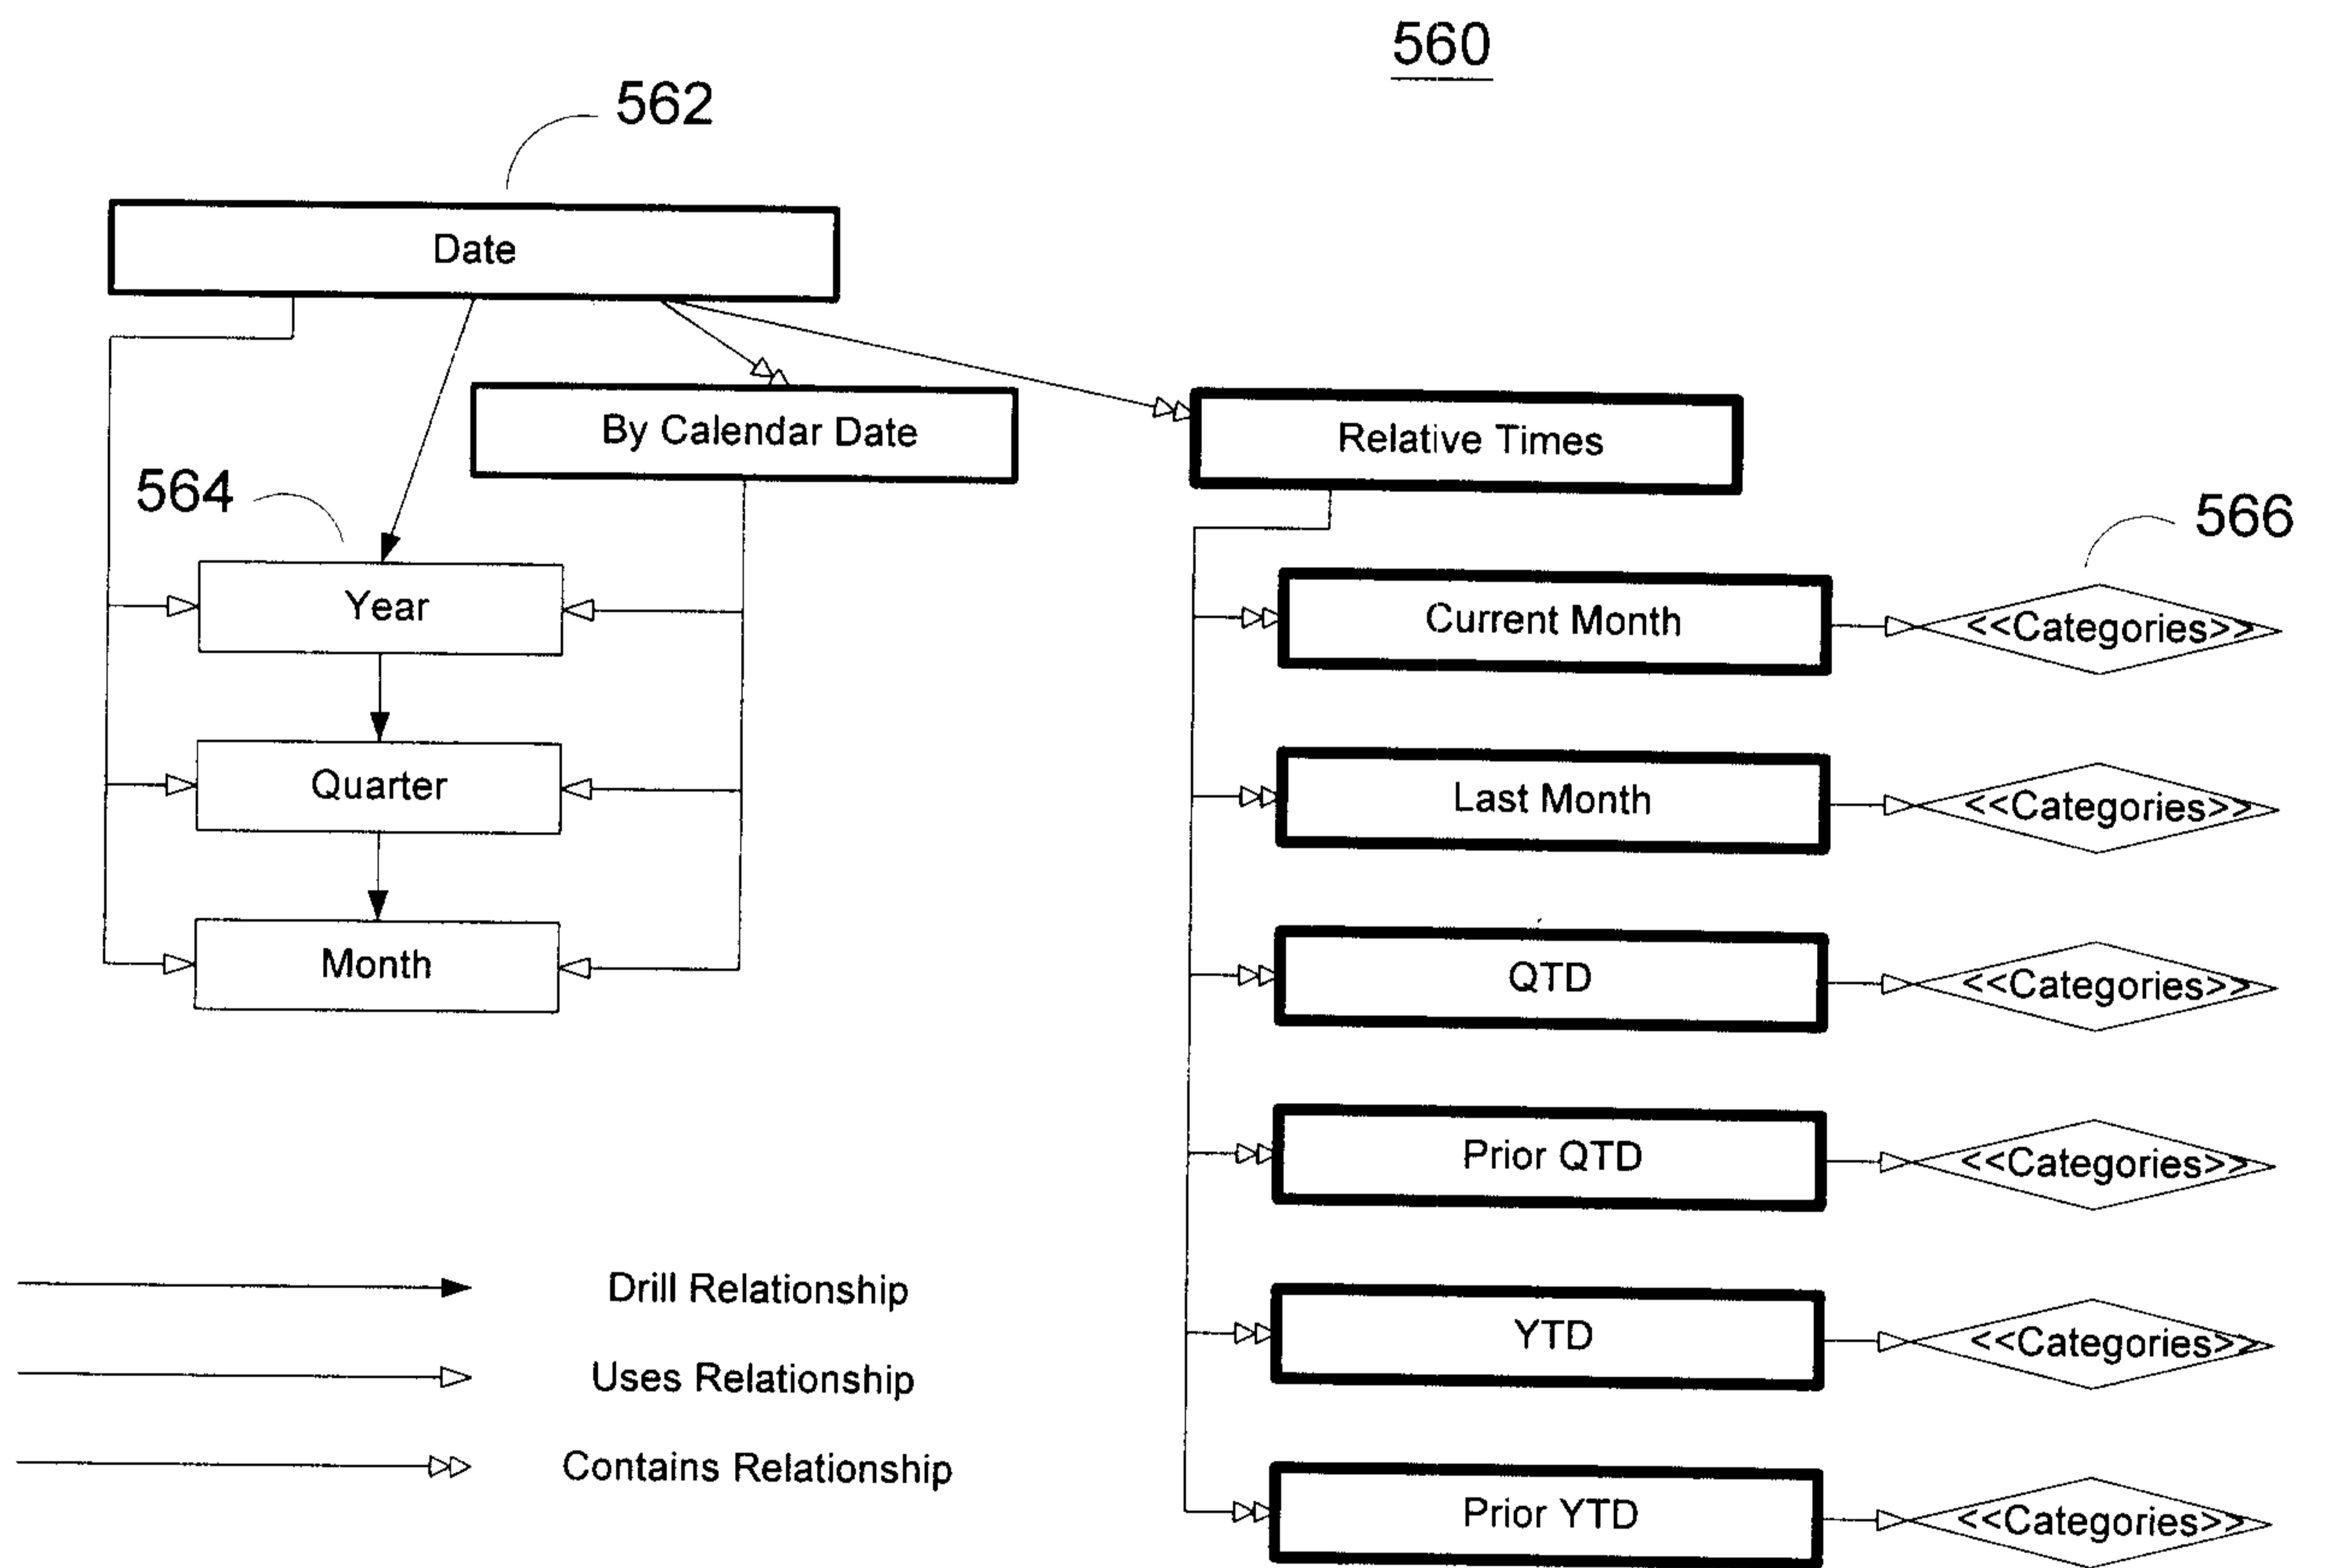 560
562
Date
By Calendar Date
Relative Times
564
566
Year
Current Month
<<Categories>>
Quarter
Last Month
<<Categories>>
Month
QTD
<<Categories>>
Prior QTD
<<Categories>>
Drill Relationship
YTD
<<Categories>>
Uses Relationship
Contains Relationship
Prior YTD
<<Categories>>